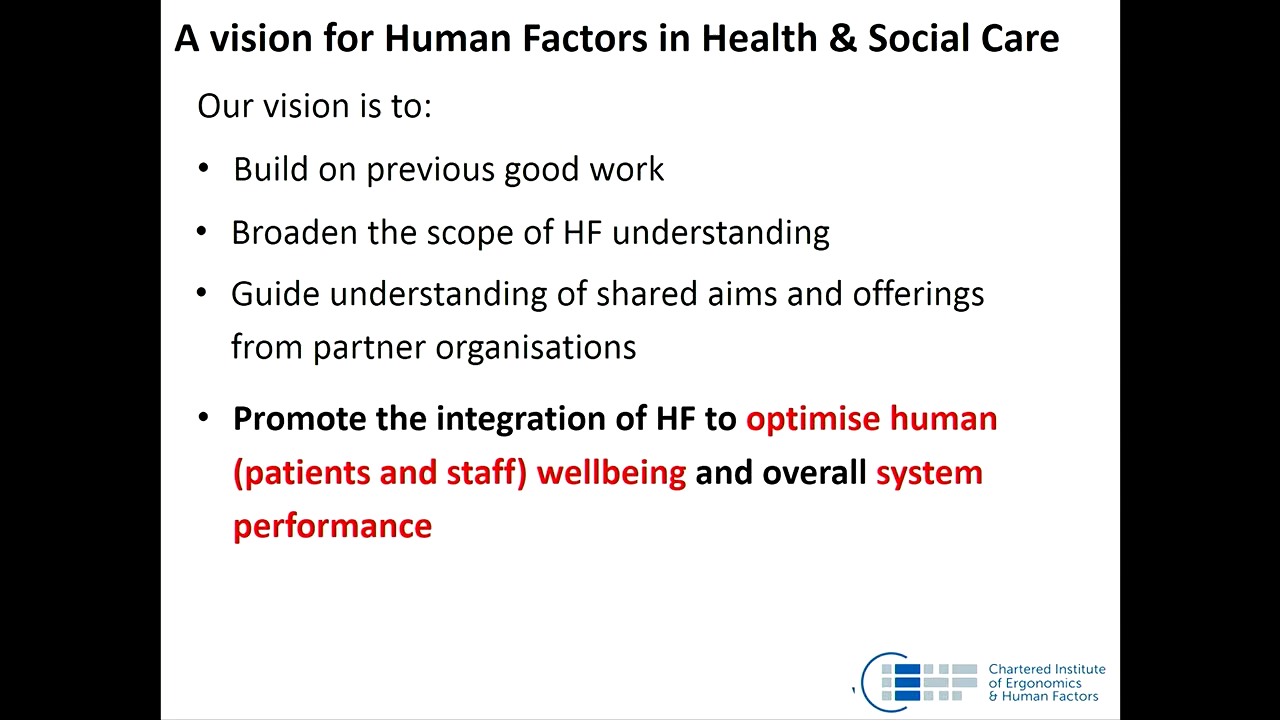 A vision for Human Factors in Health & Social Care
Our vision is to:
• Build on previous good work
• Broaden the scope of HF understanding
• Guide understanding of shared aims and offerings
from partner organisations
• Promote the integration of HF to optimise human
(patients and staff) wellbeing and overall system
performance
Chartered Institute
of Ergonomics
& Human Factors